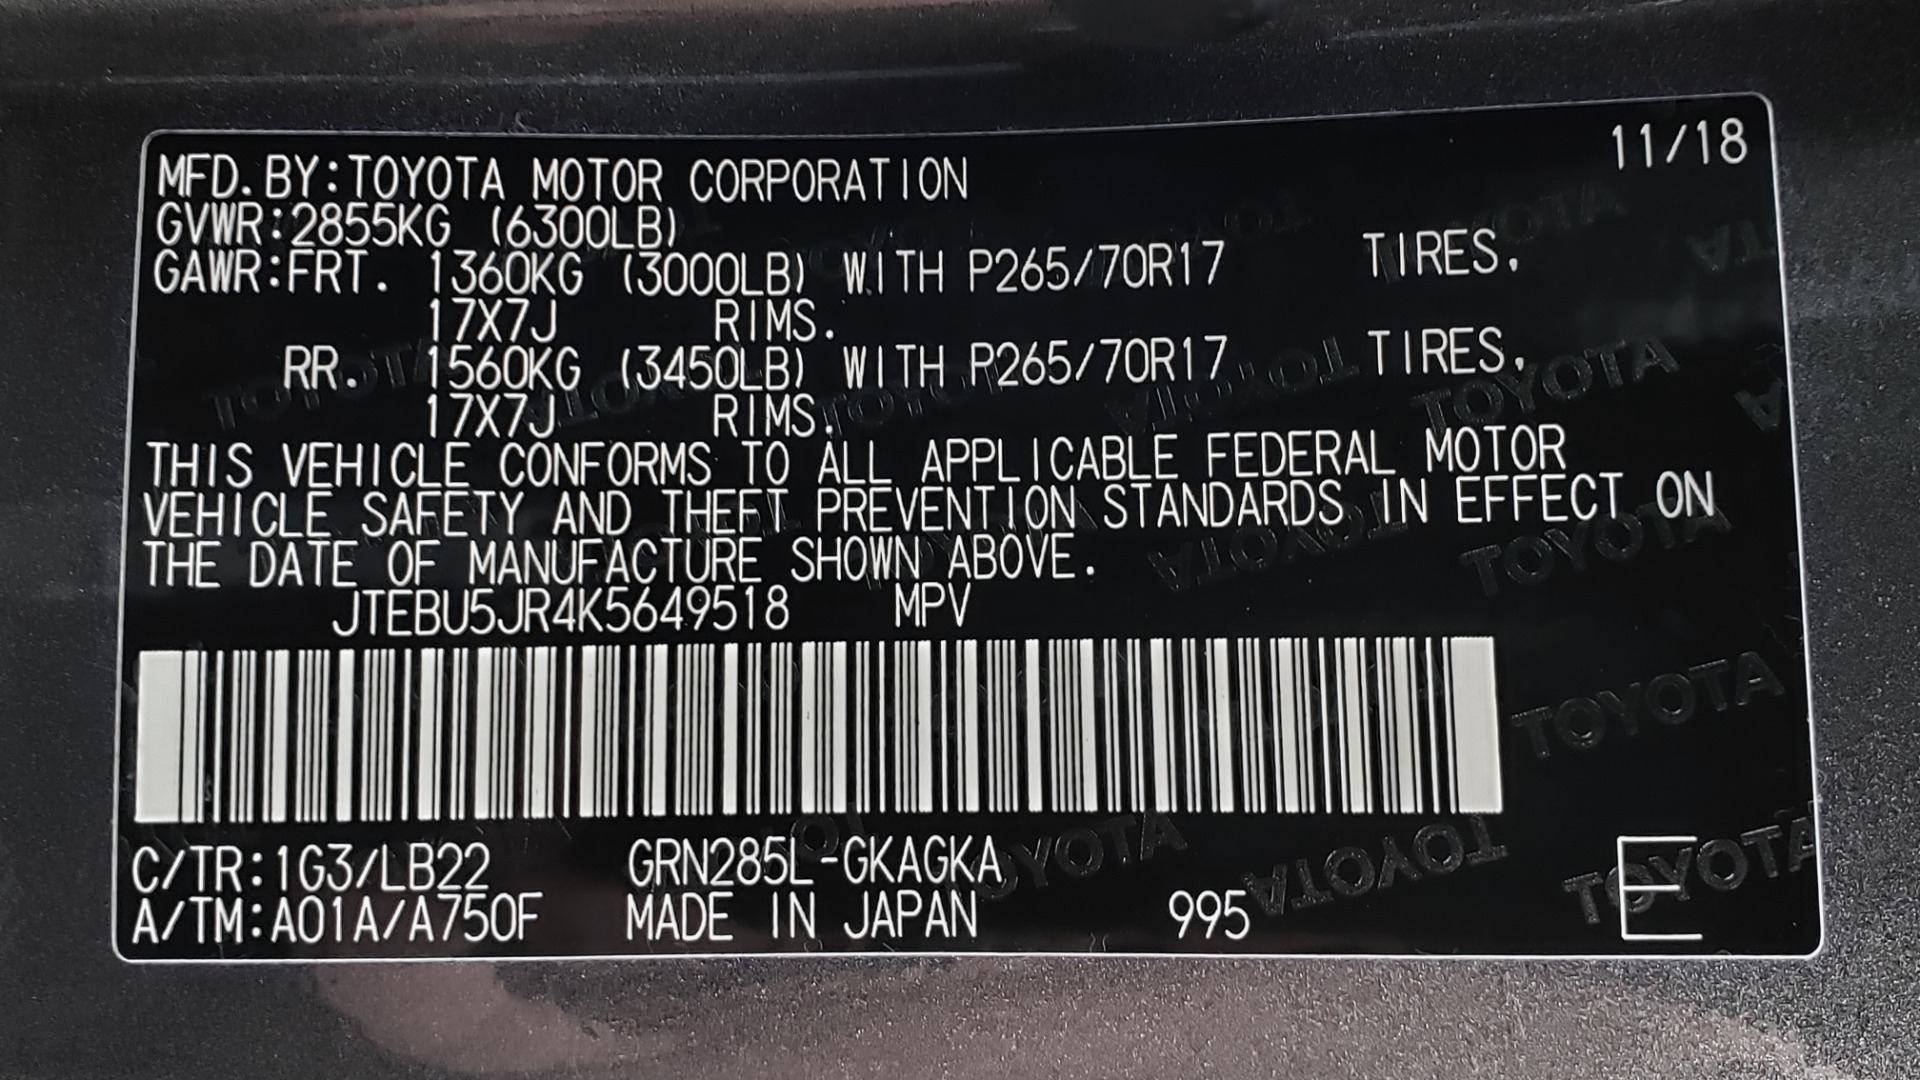 11/18
MFD.BY:TOYOTA MOTOR CORPORATION
GVWR:2855KG (6300LB)
GAWR:FRT. 1360KG (3000LB) WITH P265/70R17 TIRES,
17X7J RIMS.
RR. 1560KG (3450LB) WITH P265/70R17 TIRES,
17X7J RIMS.
THIS VEHICLE CONFORMS TO ALL APPLICABLE FEDERAL MOTOR
VEHICLE SAFETY AND THEFT PREVENTION STANDARDS IN EFFECT ON
THE DATE OF MANUFACTURE SHOWN ABOVE.
JTEBU5JR4K5649518 MPV
C/TR:1G3/LB22 GRN285L-GKAGKA
A/TM:A01A/A750F MADE IN JAPAN 995 E